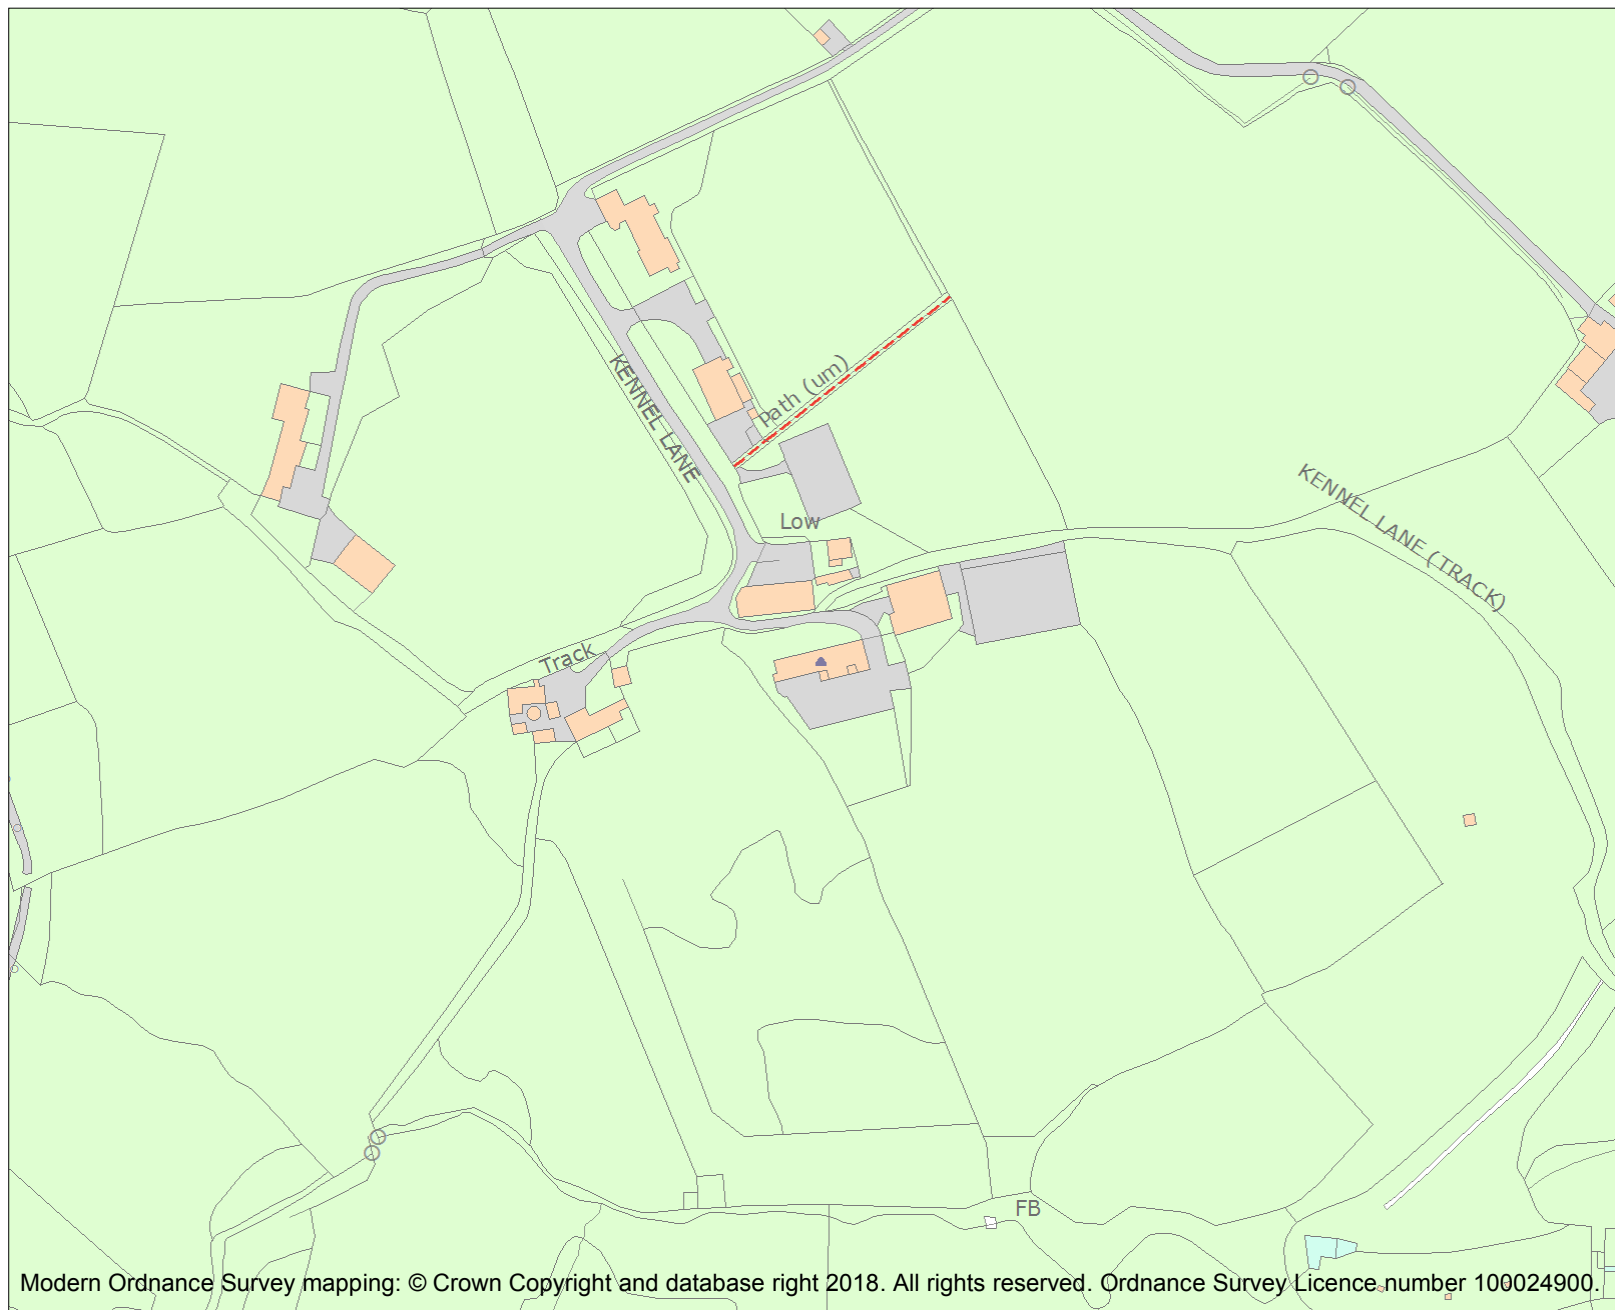 Path (um)
KENNEL LANE
KENNEL LANE (TRACK)
Low
Track
FB
Modern Ordnance Survey mapping: © Crown Copyright and database right 2018. All rights reserved. Ordnance Survey Licence number 100024900.